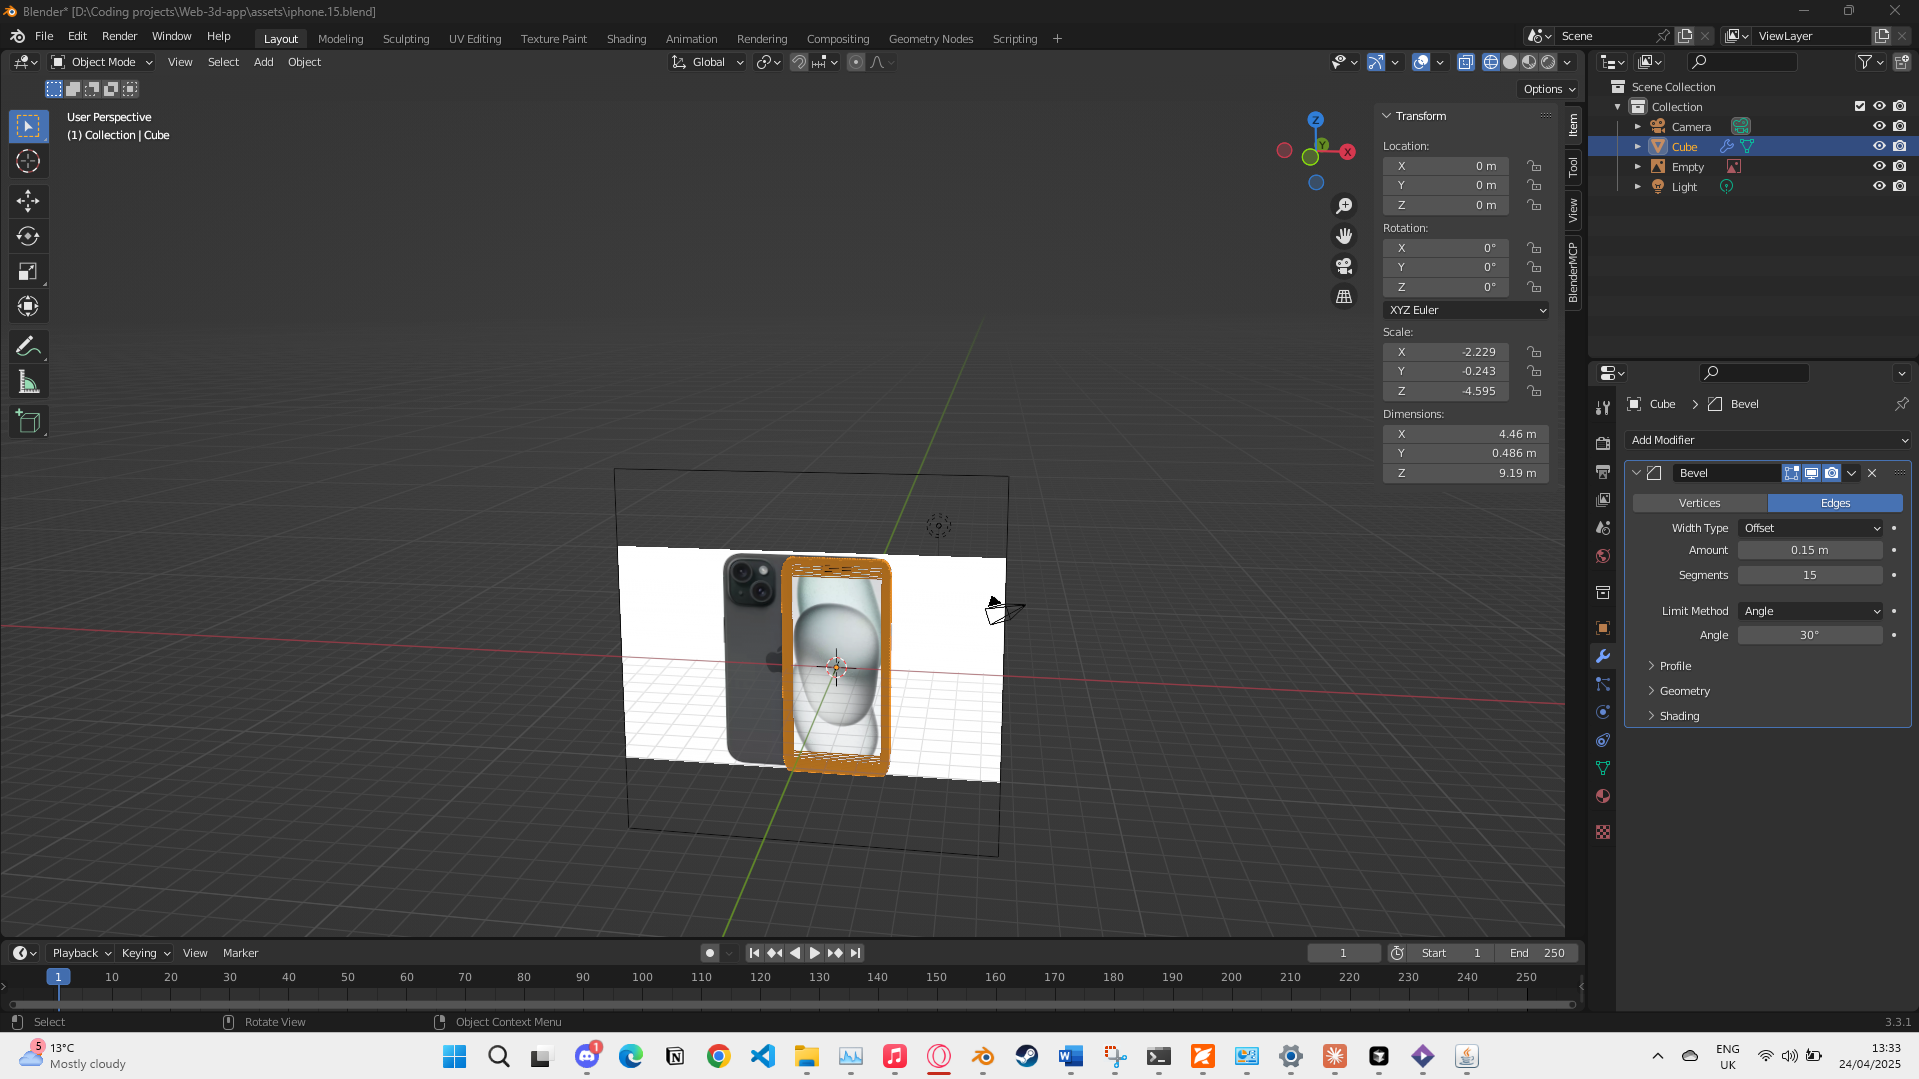 Blender* [D:\Coding projects\Web-3d-app\assets\iphone.15.blend]
File Edit Render Window Help
Layout Modeling Sculpting UV Editing Texture Paint Shading Animation Rendering Compositing Geometry Nodes Scripting +
Scene
ViewLayer
Object Mode View Select Add Object
Global
Options
User Perspective
(1) Collection | Cube
Z
Y
X
Transform
Location:
X 0 m
Y 0 m
Z 0 m
Rotation:
X 0°
Y 0°
Z 0°
XYZ Euler
Scale:
X -2.229
Y -0.243
Z -4.595
Dimensions:
X 4.46 m
Y 0.486 m
Z 9.19 m
Item
Tool
View
BlenderMCP
Scene Collection
Collection
Camera
Cube
Empty
Light
Cube > Bevel
Add Modifier
Bevel
Vertices Edges
Width Type Offset
Amount 0.15 m
Segments 15
Limit Method Angle
Angle 30°
Profile
Geometry
Shading
Playback Keying View Marker
1 Start 1 End 250
1 10 20 30 40 50 60 70 80 90 100 110 120 130 140 150 160 170 180 190 200 210 220 230 240 250
Select Rotate View Object Context Menu
3.3.1
5
13°C
Mostly cloudy
1
ENG
UK
13:33
24/04/2025